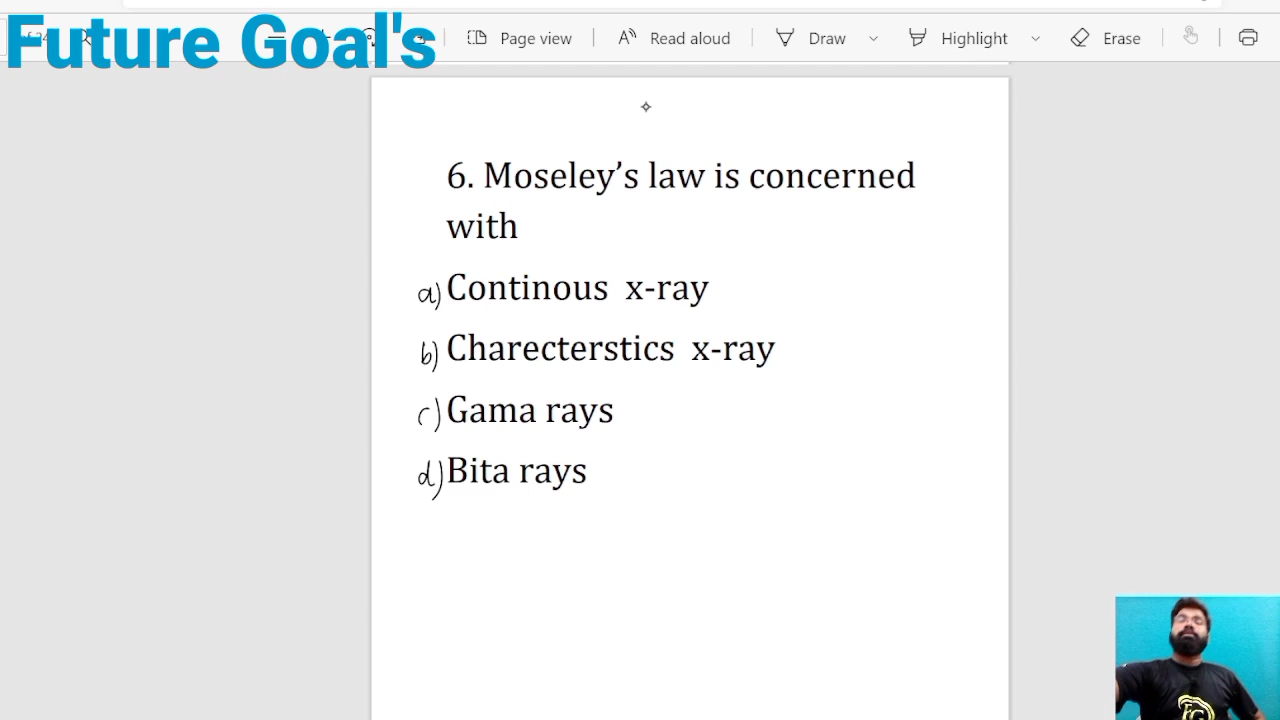 Future Goal's
Page view
Read aloud
Draw
Highlight
Erase
6. Moseley's law is concerned
with
a) Continous x-ray
b) Charecterstics x-ray
c) Gama rays
d) Bita rays